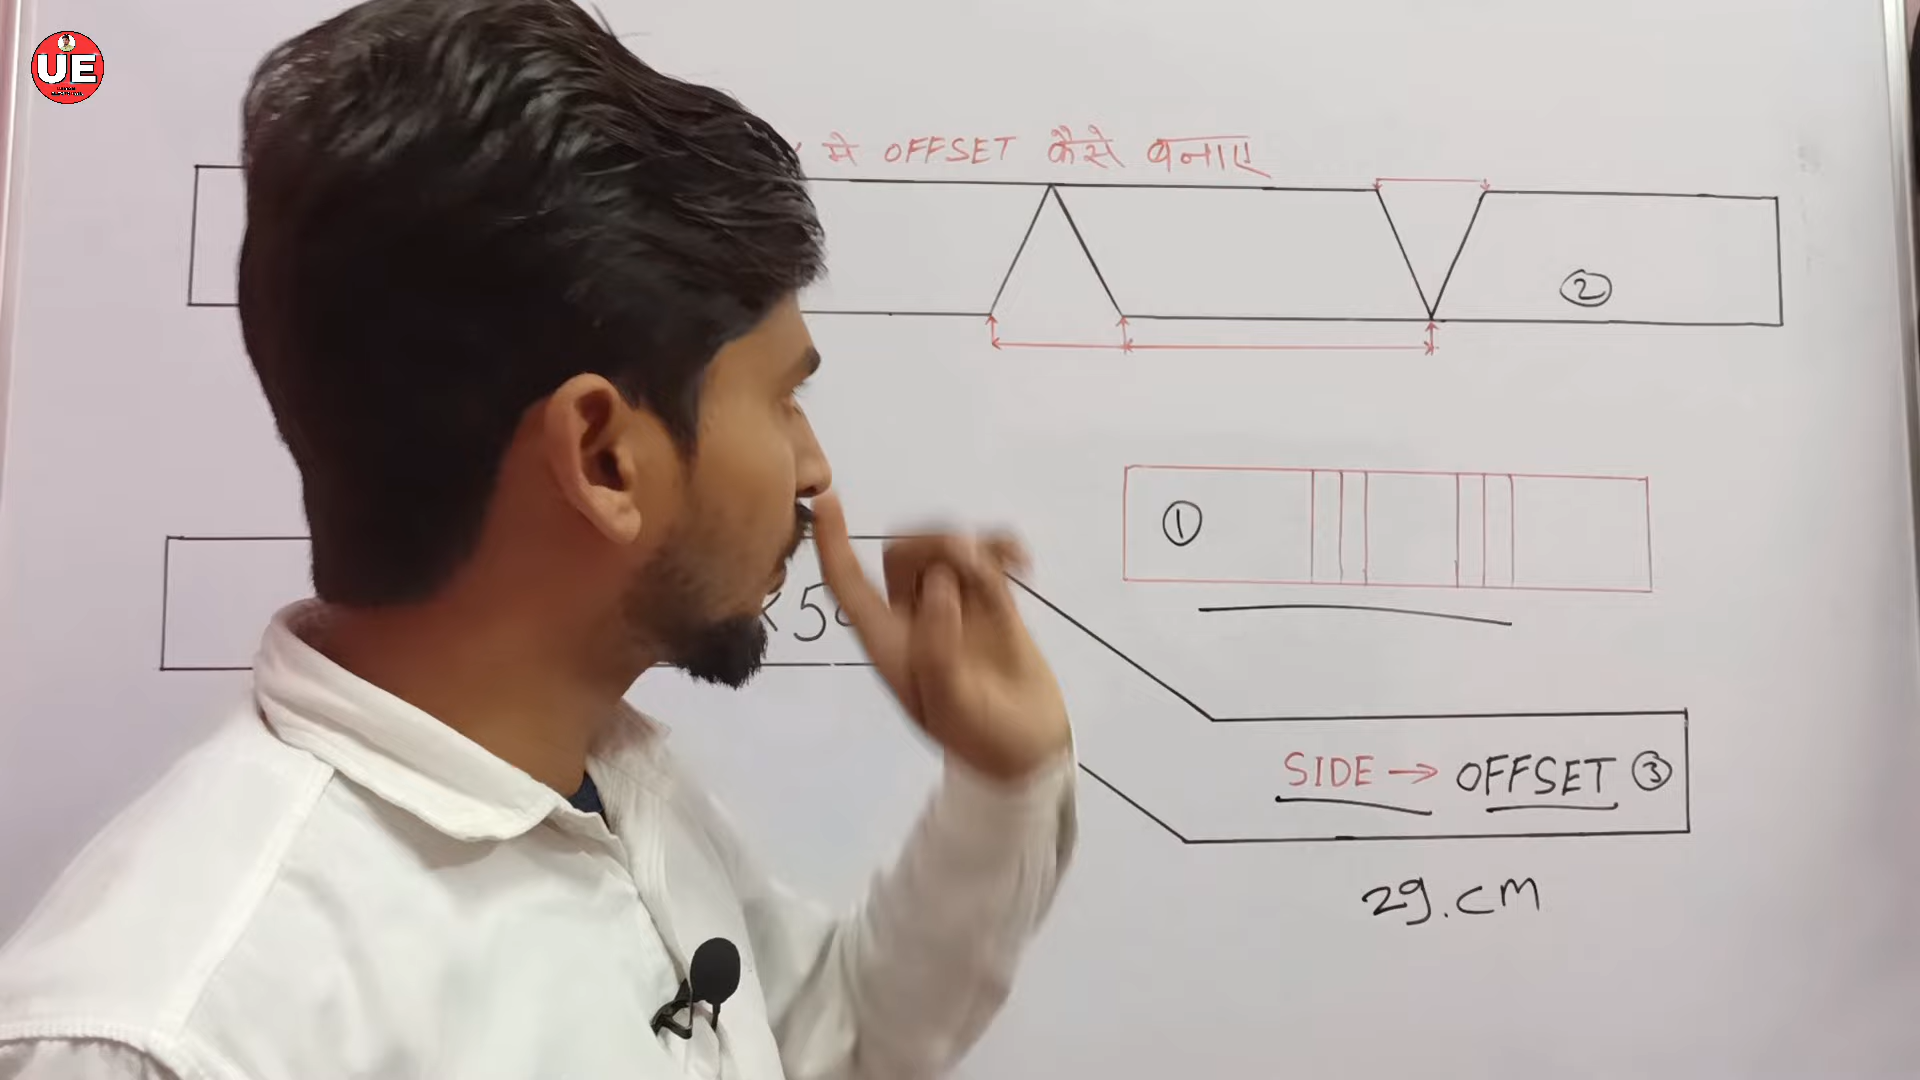 UE
में OFFSET कैसे बनाए
2
1
SIDE → OFFSET 3
29.CM